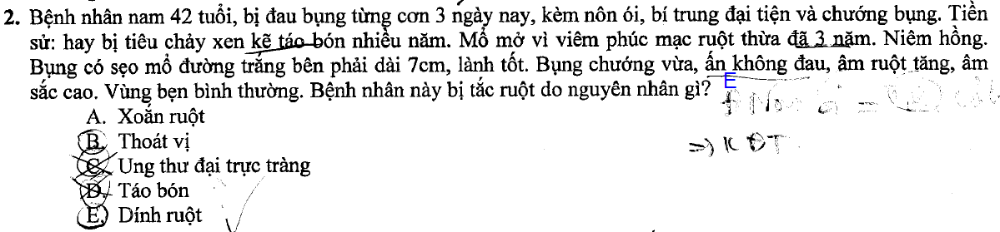 2. Bệnh nhân nam 42 tuổi, bị đau bụng từng cơn 3 ngày nay, kèm nôn ói, bí trung đại tiện và chướng bụng. Tiền
sử: hay bị tiêu chảy xen kẽ táo bón nhiều năm. Mổ mở vì viêm phúc mạc ruột thừa đã 3 năm. Niêm hồng.
Bụng có sẹo mổ đường trắng bên phải dài 7cm, lành tốt. Bụng chướng vừa, ấn không đau, âm ruột tăng, âm
sắc cao. Vùng bẹn bình thường. Bệnh nhân này bị tắc ruột do nguyên nhân gì? E
A. Xoắn ruột
B. Thoát vị
⇒ K ĐT
C. Ung thư đại trực tràng
D. Táo bón
E. Dính ruột